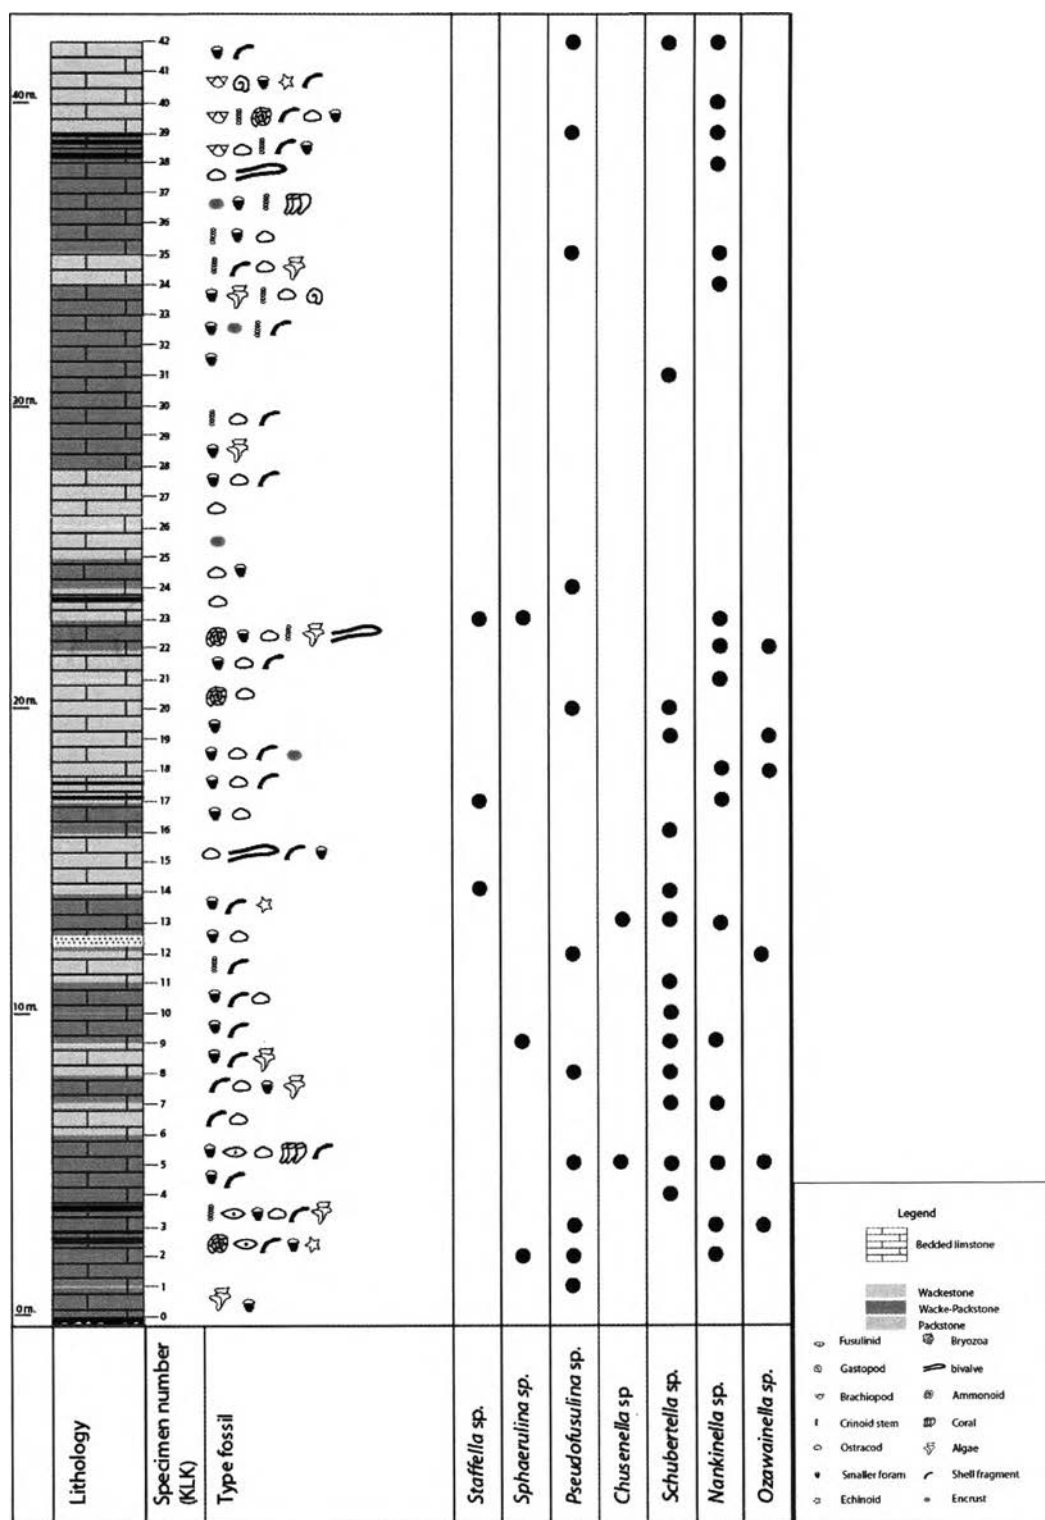 42
41
40 m.
40
39
38
37
36
35
34
33
32
31
30 m.
30
29
28
27
26
25
24
23
22
21
20 m.
20
19
18
17
16
15
14
13
12
11
10 m.
10
9
8
7
6
5
4
3
2
1
0 m.
0
Lithology
Specimen number
(KLK)
Type fossil
Staffella sp.
Sphaerulina sp.
Pseudofusulina sp.
Chusenella sp
Schubertella sp.
Nankinella sp.
Ozawainella sp.
Legend
Bedded limstone
Wackestone
Wacke-Packstone
Packstone
Fusulinid
Bryozoa
Gastopod
bivalve
Brachiopod
Ammonoid
Crinoid stem
Coral
Ostracod
Algae
Smaller foram
Shell fragment
Echinoid
Encrust